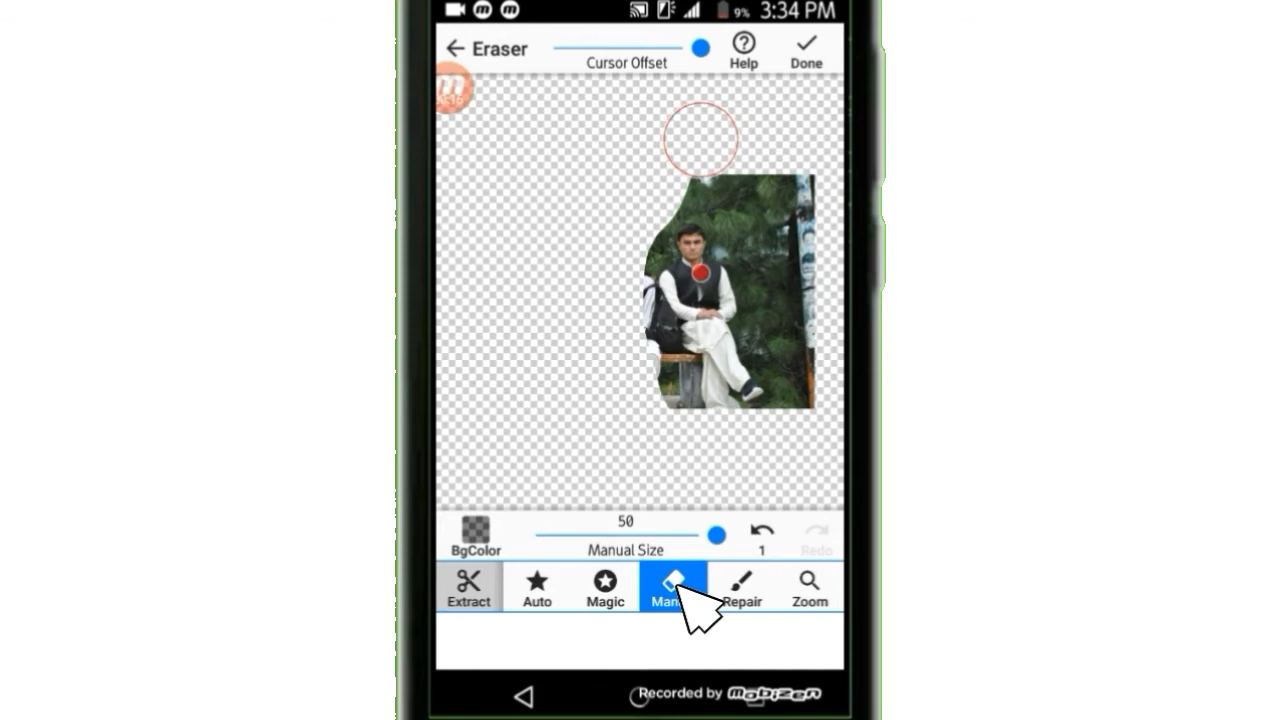 9% 3:34 PM
Eraser
Cursor Offset
Help
Done
50
BgColor
Manual Size
1
Redo
Extract
Auto
Magic
Repair
Zoom
Recorded by Mobizen